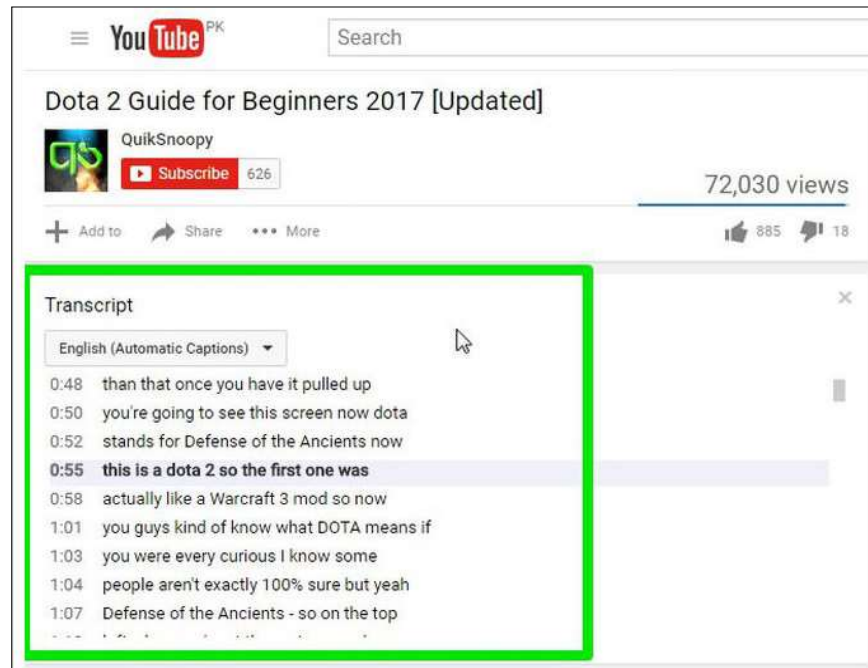 YouTube PK
Search
Dota 2 Guide for Beginners 2017 [Updated]
QuikSnoopy
Subscribe 626
72,030 views
Add to Share More 885 18
Transcript
English (Automatic Captions)
0:48 than that once you have it pulled up
0:50 you're going to see this screen now dota
0:52 stands for Defense of the Ancients now
0:55 this is a dota 2 so the first one was
0:58 actually like a Warcraft 3 mod so now
1:01 you guys kind of know what DOTA means if
1:03 you were every curious I know some
1:04 people aren't exactly 100% sure but yeah
1:07 Defense of the Ancients - so on the top